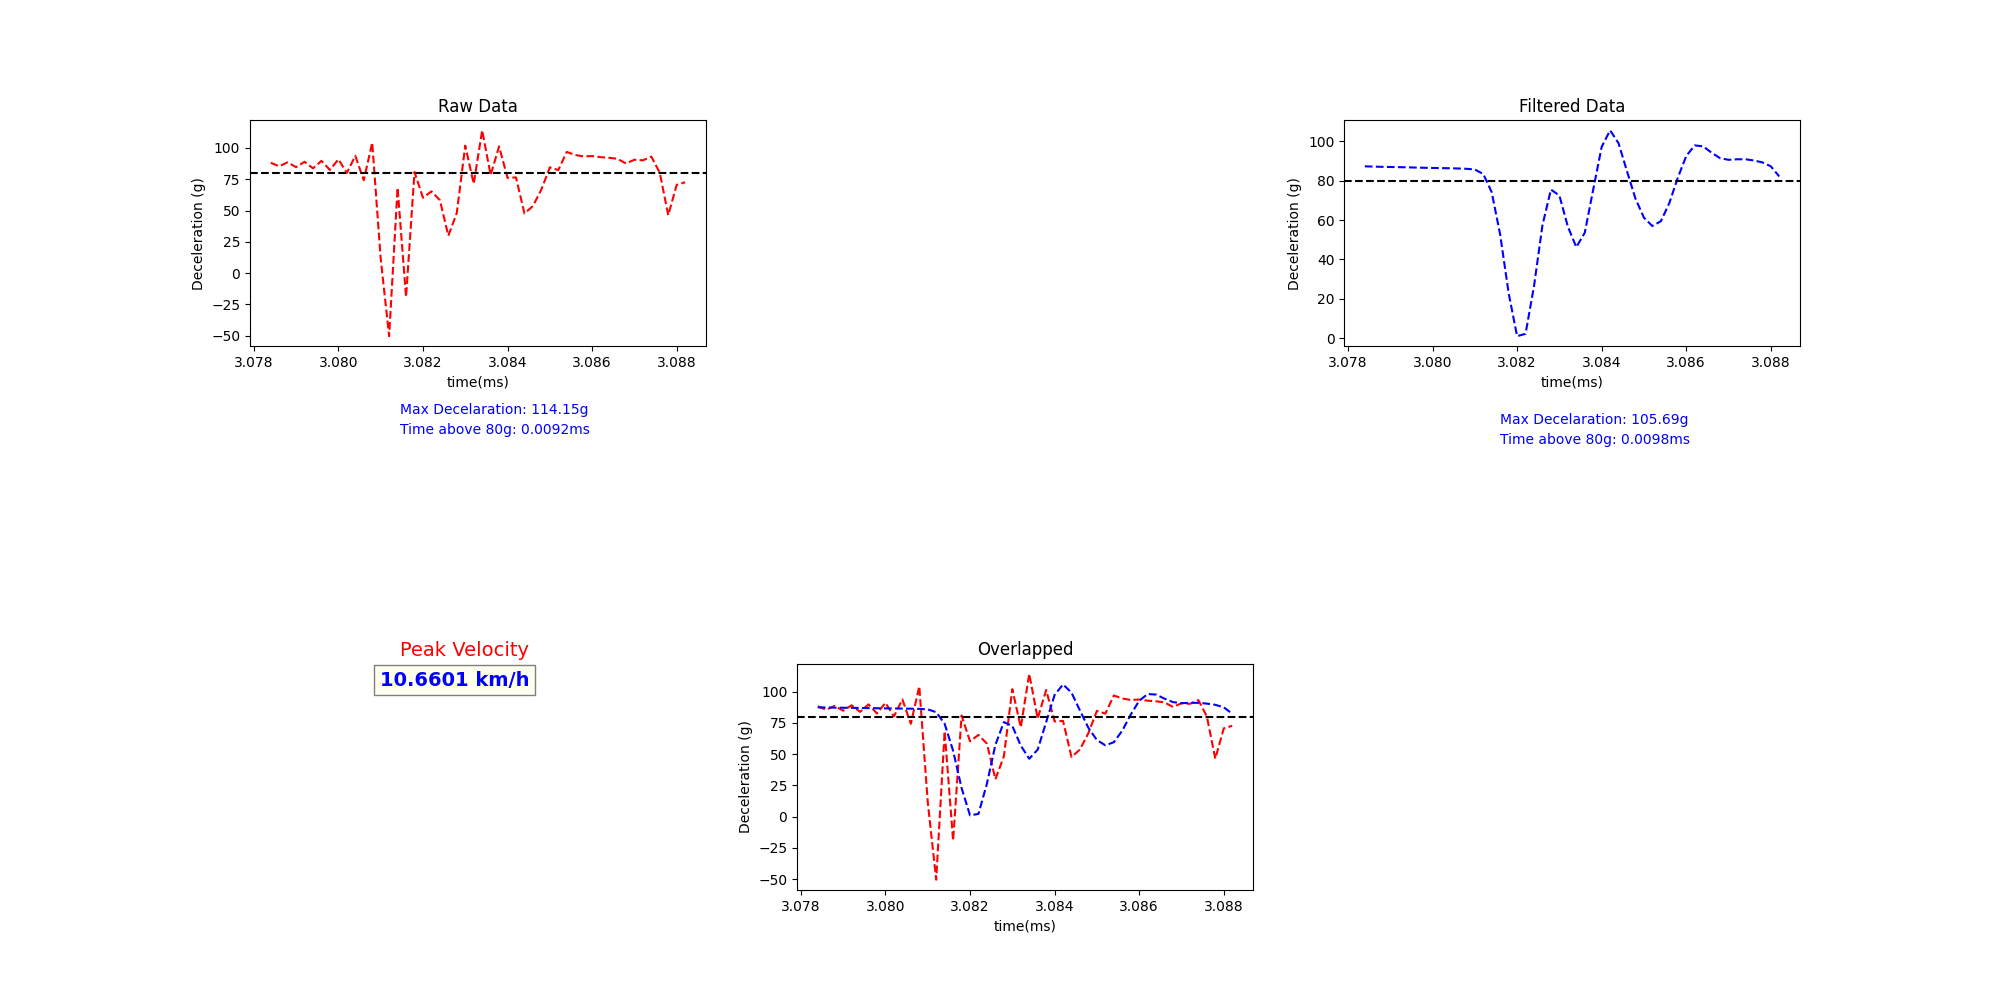 Raw Data
Deceleration (g)
100
75
50
25
0
−25
−50
3.078 3.080 3.082 3.084 3.086 3.088
time(ms)
Max Decelaration: 114.15g
Time above 80g: 0.0092ms
Filtered Data
Deceleration (g)
100
80
60
40
20
0
3.078 3.080 3.082 3.084 3.086 3.088
time(ms)
Max Decelaration: 105.69g
Time above 80g: 0.0098ms
Peak Velocity
10.6601 km/h
Overlapped
Deceleration (g)
100
75
50
25
0
−25
−50
3.078 3.080 3.082 3.084 3.086 3.088
time(ms)